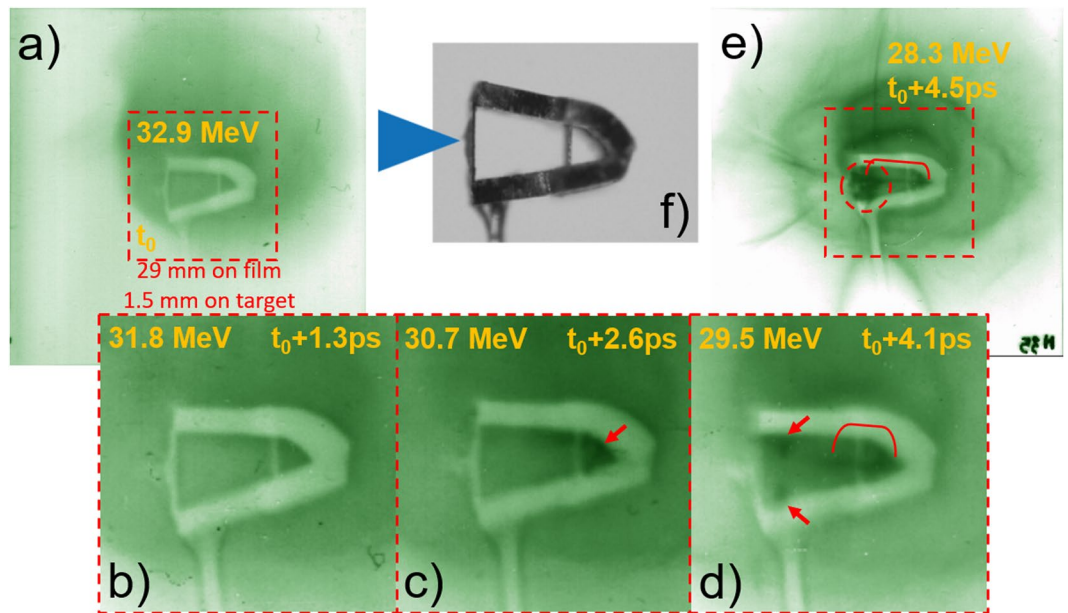 a)
32.9 MeV
t₀
29 mm on film
1.5 mm on target
f)
e)
28.3 MeV
t₀+4.5ps
31.8 MeV t₀+1.3ps
b)
30.7 MeV t₀+2.6ps
c)
29.5 MeV t₀+4.1ps
d)